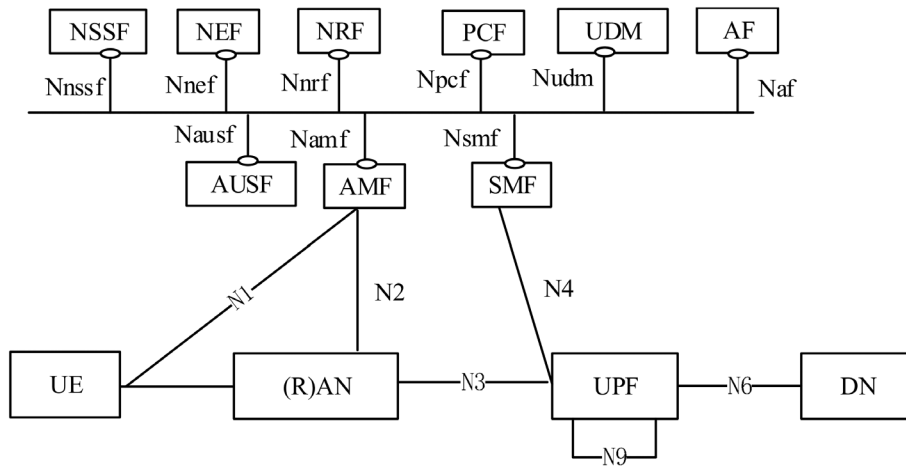 NSSF NEF NRF PCF UDM AF
Nnssf Nnef Nnrf Npcf Nudm Naf
Nausf Namf Nsmf
AUSF AMF SMF
N1 N2 N4
UE (R)AN N3 UPF N6 DN
N9